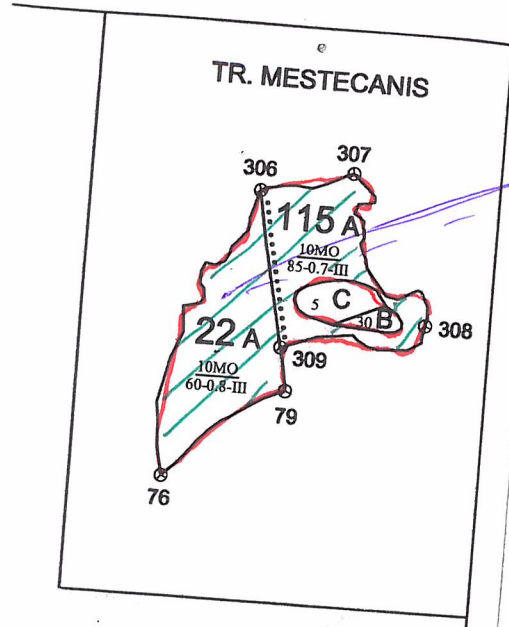 TR. MESTECANIS
306
307
115 A
10MO
85-0.7-III
C
5
30 B
308
22 A
309
10MO
60-0.8-III
79
76